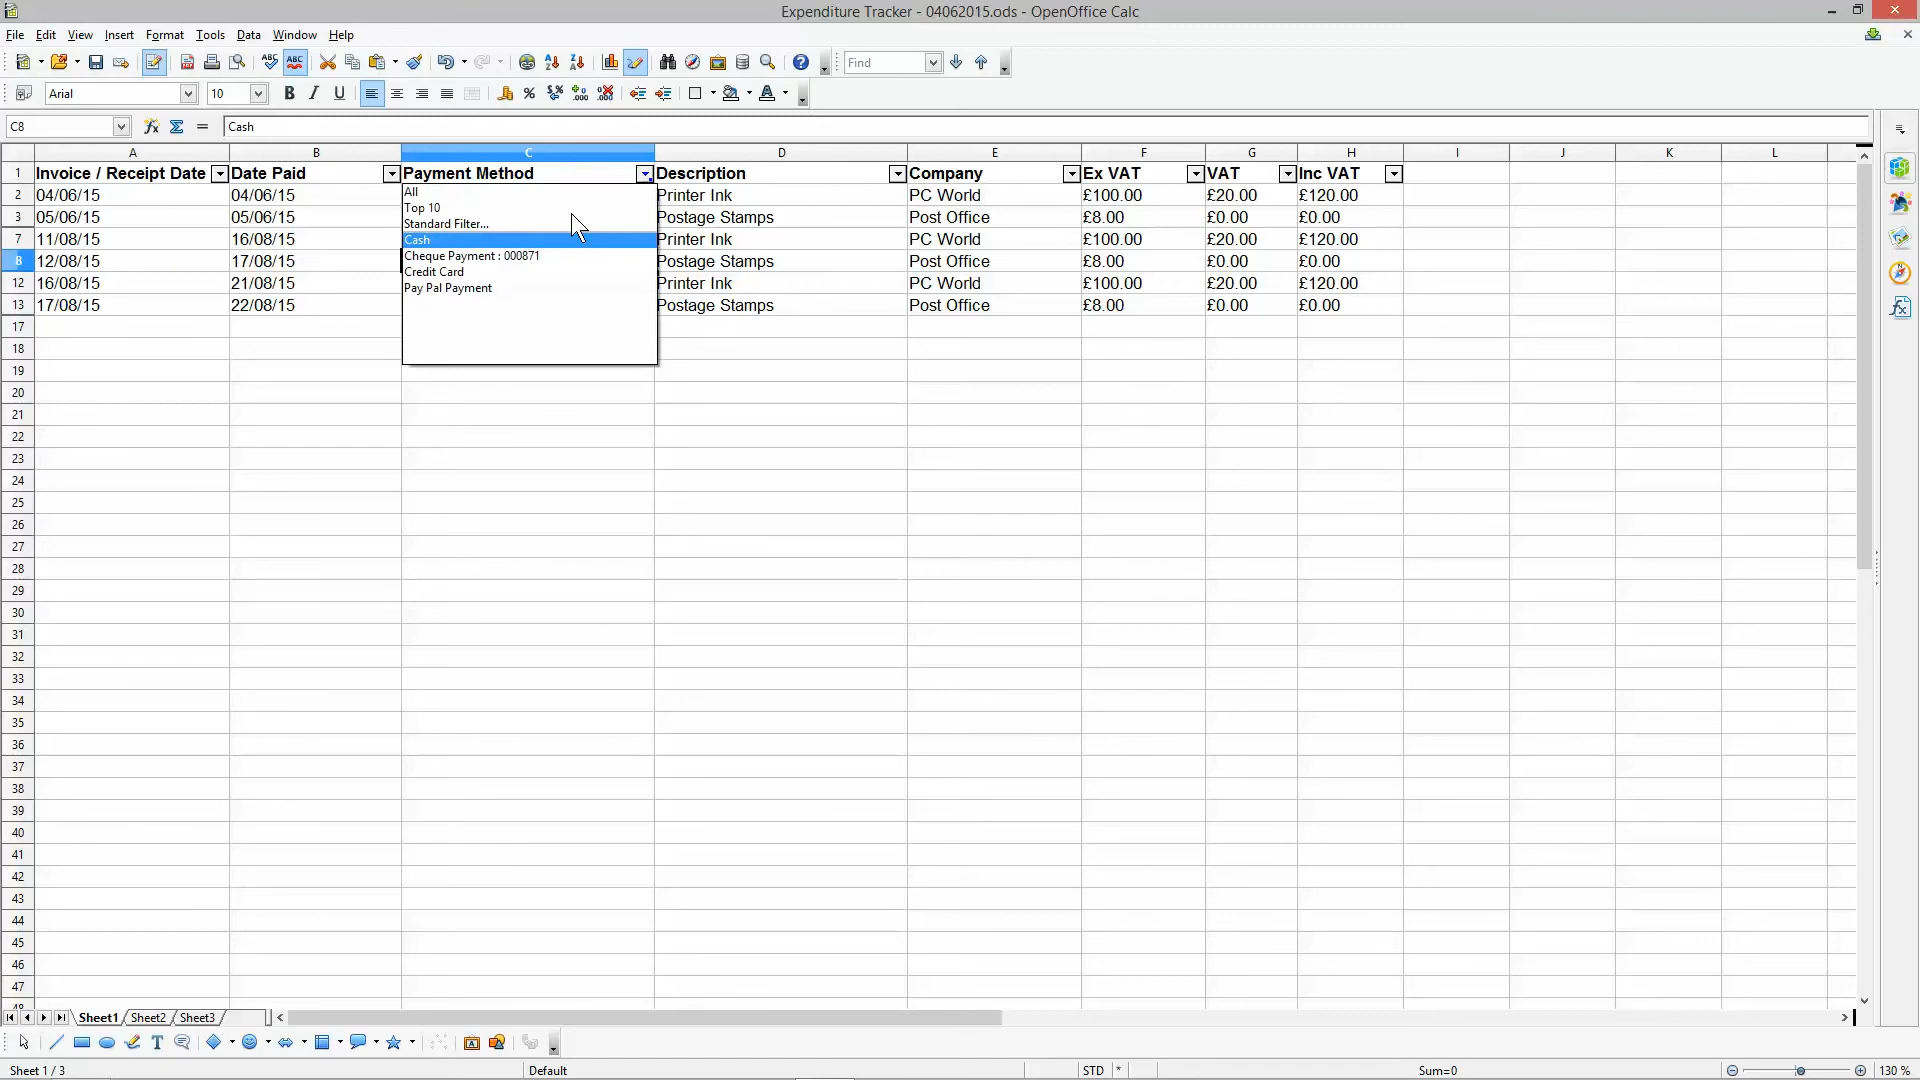 Expenditure Tracker - 04062015.ods - OpenOffice Calc
File Edit View Insert Format Tools Data Window Help
ABC ABC Find
Arial 10 B I U
C8 Cash
A B C D E F G H I J K L
1 Invoice / Receipt Date Date Paid Payment Method Description Company Ex VAT VAT Inc VAT
All
2 04/06/15 04/06/15 Printer Ink PC World £100.00 £20.00 £120.00
Top 10
3 05/06/15 05/06/15 Postage Stamps Post Office £8.00 £0.00 £0.00
Standard Filter...
7 11/08/15 16/08/15 Cash Printer Ink PC World £100.00 £20.00 £120.00
Cheque Payment : 000871
8 12/08/15 17/08/15 Postage Stamps Post Office £8.00 £0.00 £0.00
Credit Card
12 16/08/15 21/08/15 Pay Pal Payment Printer Ink PC World £100.00 £20.00 £120.00
13 17/08/15 22/08/15 Postage Stamps Post Office £8.00 £0.00 £0.00
17
18
19
20
21
22
23
24
25
26
27
28
29
30
31
32
33
34
35
36
37
38
39
40
41
42
43
44
45
46
47
48
Sheet1 Sheet2 Sheet3
Sheet 1 / 3 Default STD * Sum=0 130 %